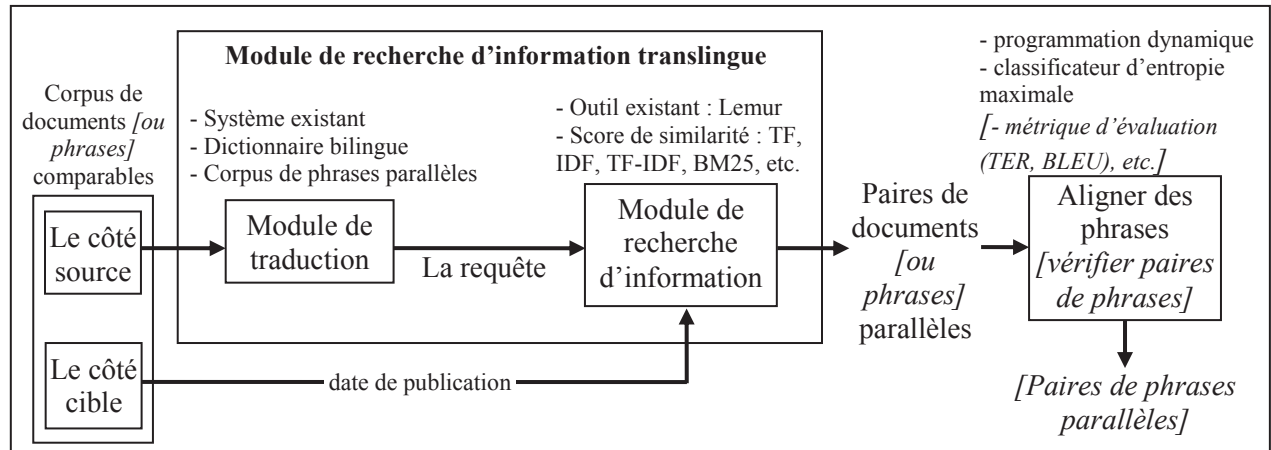 Module de recherche d'information translingue
Corpus de
documents [ou
phrases]
comparables
Le côté
source
Le côté
cible
- Système existant
- Dictionnaire bilingue
- Corpus de phrases parallèles
Module de
traduction
La requête
- Outil existant : Lemur
- Score de similarité : TF,
IDF, TF-IDF, BM25, etc.
Module de
recherche
d'information
date de publication
Paires de
documents
[ou
phrases]
parallèles
- programmation dynamique
- classificateur d'entropie
maximale
[- métrique d'évaluation
(TER, BLEU), etc.]
Aligner des
phrases
[vérifier paires
de phrases]
[Paires de phrases
parallèles]